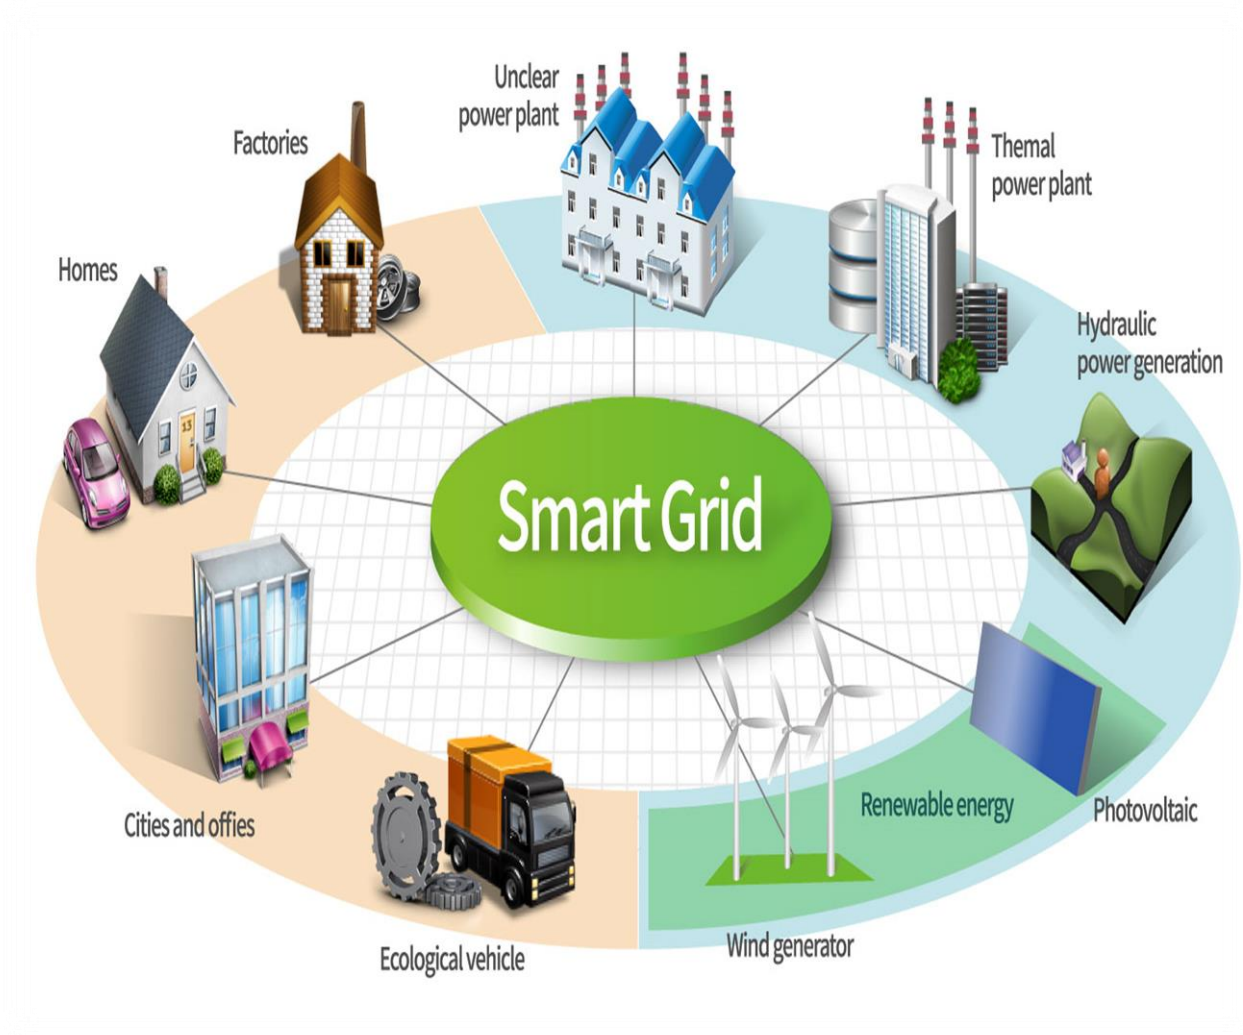 Unclear
power plant
Factories
Themal
power plant
Homes
Hydraulic
power generation
13
Smart Grid
Renewable energy
Photovoltaic
Cities and offies
Wind generator
Ecological vehicle